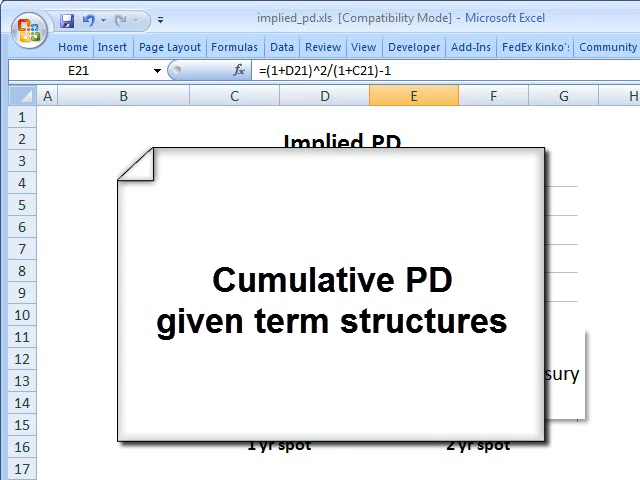 implied_pd.xls [Compatibility Mode] - Microsoft Excel
Home Insert Page Layout Formulas Data Review View Developer Add-Ins FedEx Kinko's Community
E21 fx =(1+D21)^2/(1+C21)-1
A B C D E F G H
1
2 Implied PD
3
4
5
6
7
8
9
10
11
12
13 sury
14
15
16 1 yr spot 2 yr spot
17
Cumulative PD
given term structures